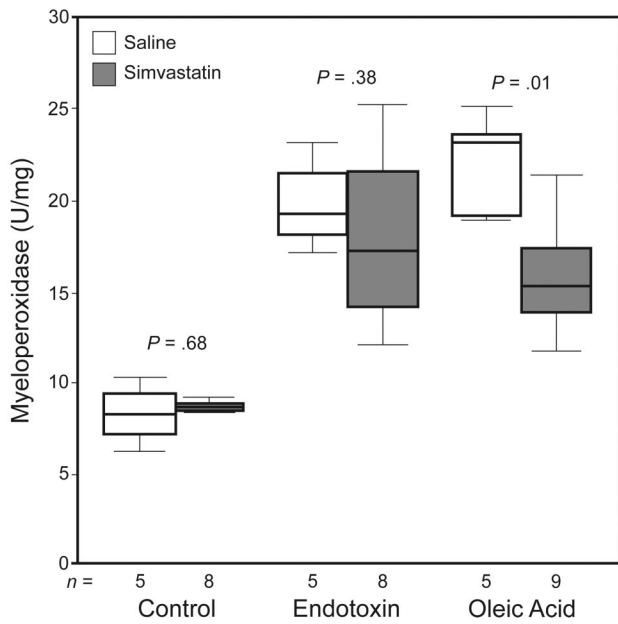 30
Saline
Simvastatin
P = .38
P = .01
25
20
Myeloperoxidase (U/mg)
15
P = .68
10
5
0
n = 5 8 5 8 5 9
Control Endotoxin Oleic Acid